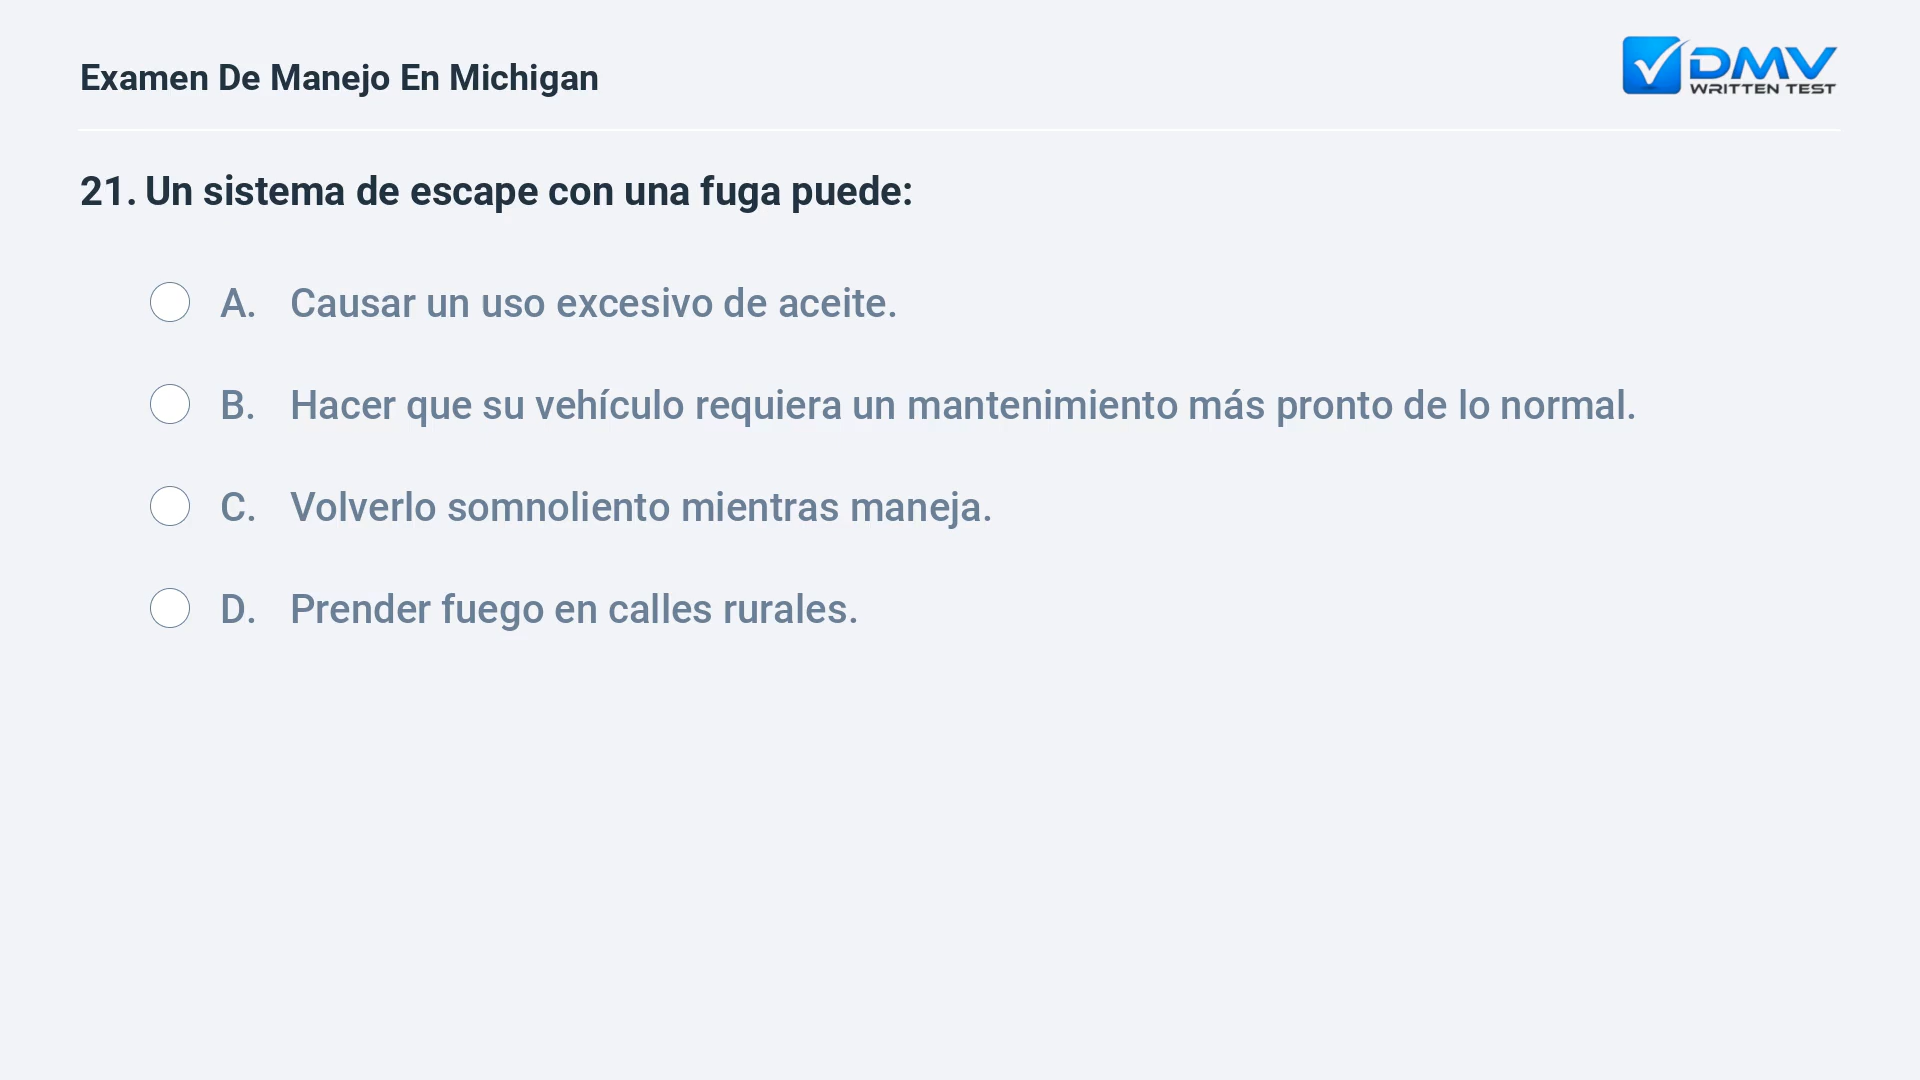 Examen De Manejo En Michigan
DMV
WRITTEN TEST
21. Un sistema de escape con una fuga puede:
A. Causar un uso excesivo de aceite.
B. Hacer que su vehículo requiera un mantenimiento más pronto de lo normal.
C. Volverlo somnoliento mientras maneja.
D. Prender fuego en calles rurales.